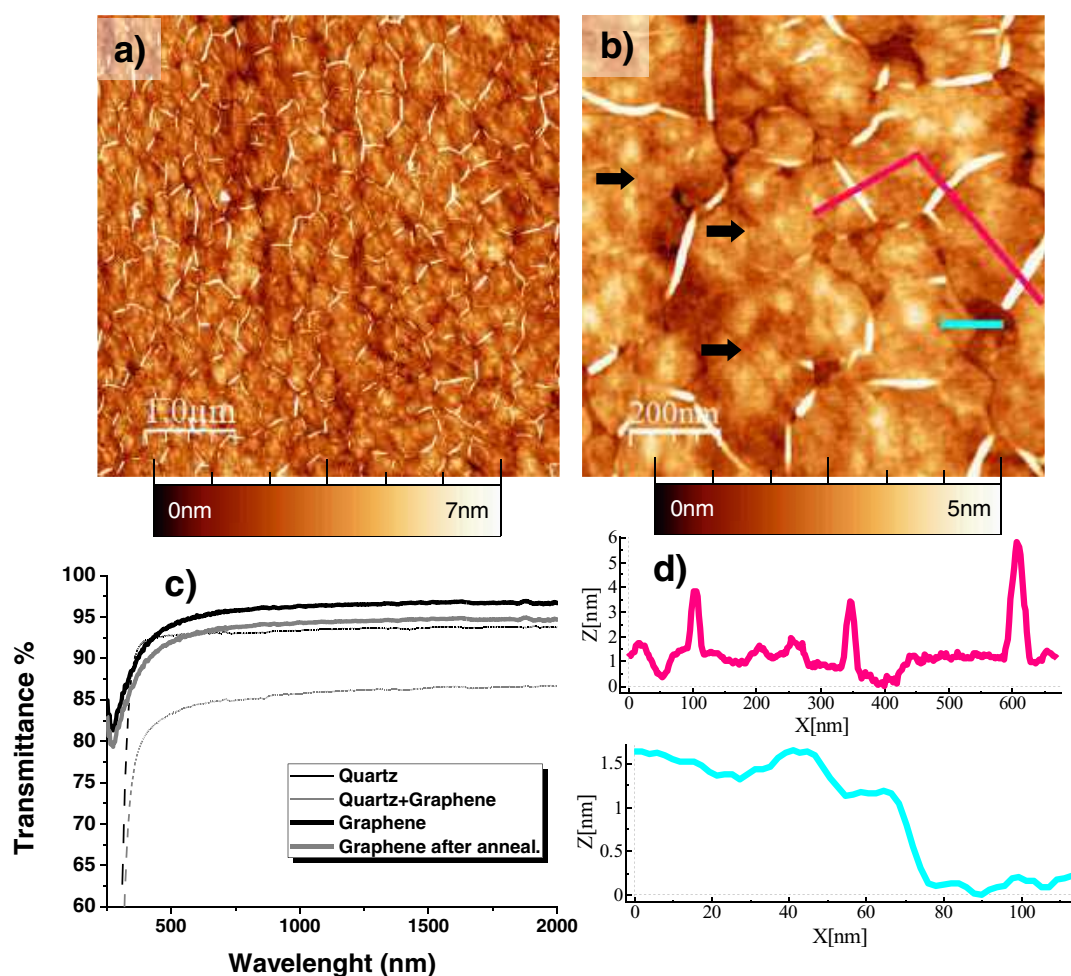 a)
1.0µm
0nm
7nm
b)
200nm
0nm
5nm
c)
100
95
90
85
80
75
70
65
60
Transmittance %
Quartz
Quartz+Graphene
Graphene
Graphene after anneal.
500
1000
1500
2000
Wavelenght (nm)
d)
6
5
4
3
2
1
0
Z[nm]
0
100
200
300
400
500
600
X[nm]
1.5
1
0.5
0
Z[nm]
0
20
40
60
80
100
X[nm]